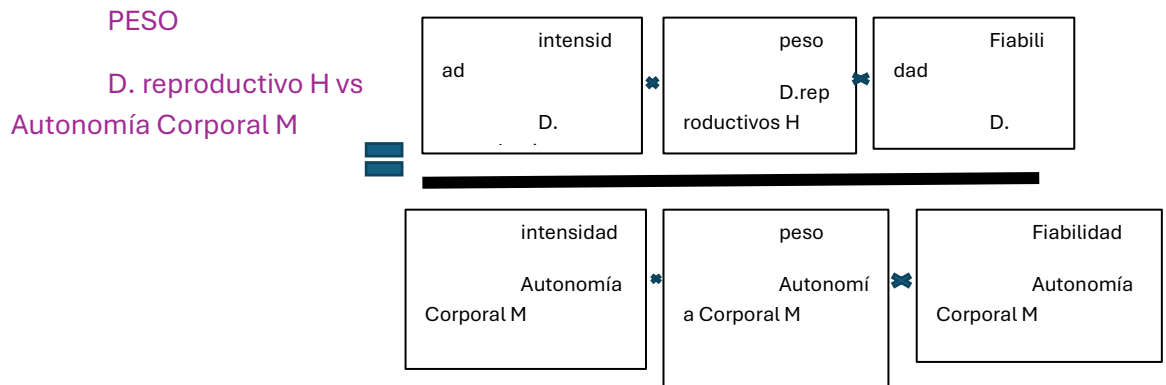 PESO
D. reproductivo H vs
Autonomía Corporal M
intensid
ad
D.
peso
D.rep
roductivos H
Fiabili
dad
D.
intensidad
Autonomía
Corporal M
peso
Autonomí
a Corporal M
Fiabilidad
Autonomía
Corporal M